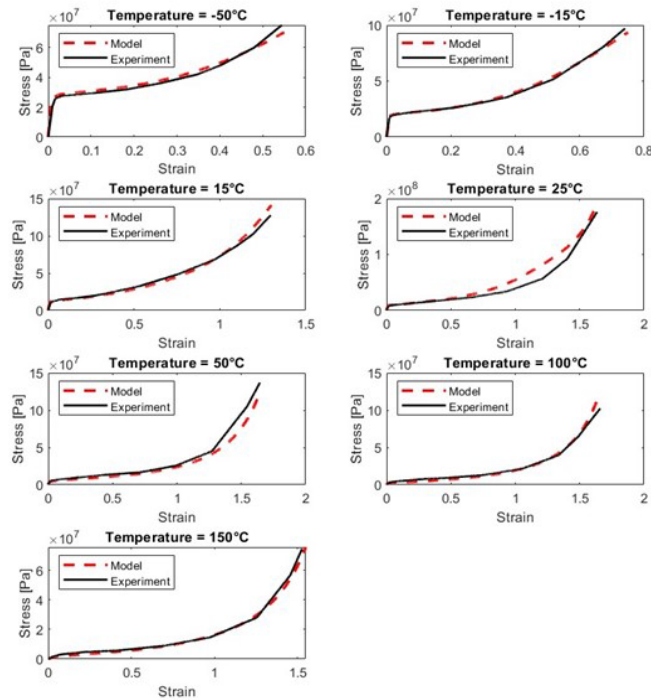 Temperature = -50°C
×10⁷
Model
Experiment
Stress [Pa]
6
4
2
0
0 0.1 0.2 0.3 0.4 0.5 0.6
Strain
Temperature = -15°C
×10⁷
Model
Experiment
Stress [Pa]
10
5
0
0 0.2 0.4 0.6 0.8
Strain
Temperature = 15°C
×10⁷
Model
Experiment
Stress [Pa]
15
10
5
0
0 0.5 1 1.5
Strain
Temperature = 25°C
×10⁸
Model
Experiment
Stress [Pa]
2
1
0
0 0.5 1 1.5 2
Strain
Temperature = 50°C
×10⁷
Model
Experiment
Stress [Pa]
15
10
5
0
0 0.5 1 1.5 2
Strain
Temperature = 100°C
×10⁷
Model
Experiment
Stress [Pa]
15
10
5
0
0 0.5 1 1.5 2
Strain
Temperature = 150°C
×10⁷
Model
Experiment
Stress [Pa]
6
4
2
0
0 0.5 1 1.5
Strain